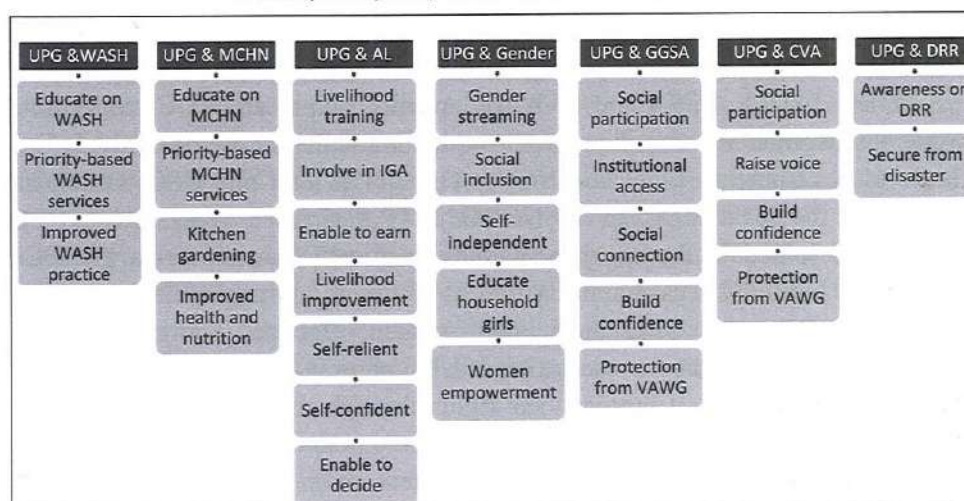 UPG &WASH
Educate on
WASH
Priority-based
WASH
services
Improved
WASH
practice
UPG & MCHN
Educate on
MCHN
Priority-based
MCHN
services
Kitchen
gardening
Improved
health and
nutrition
UPG & AL
Livelihood
training
Involve in IGA
Enable to earn
Livelihood
improvement
Self-relient
Self-confident
Enable to
decide
UPG & Gender
Gender
streaming
Social
inclusion
Self-
independent
Educate
household
girls
Women
empowerment
UPG & GGSA
Social
participation
Institutional
access
Social
connection
Build
confidence
Protection
from VAWG
UPG & CVA
Social
participation
Raise voice
Build
confidence
Protection
from VAWG
UPG & DRR
Awareness on
DRR
Secure from
disaster